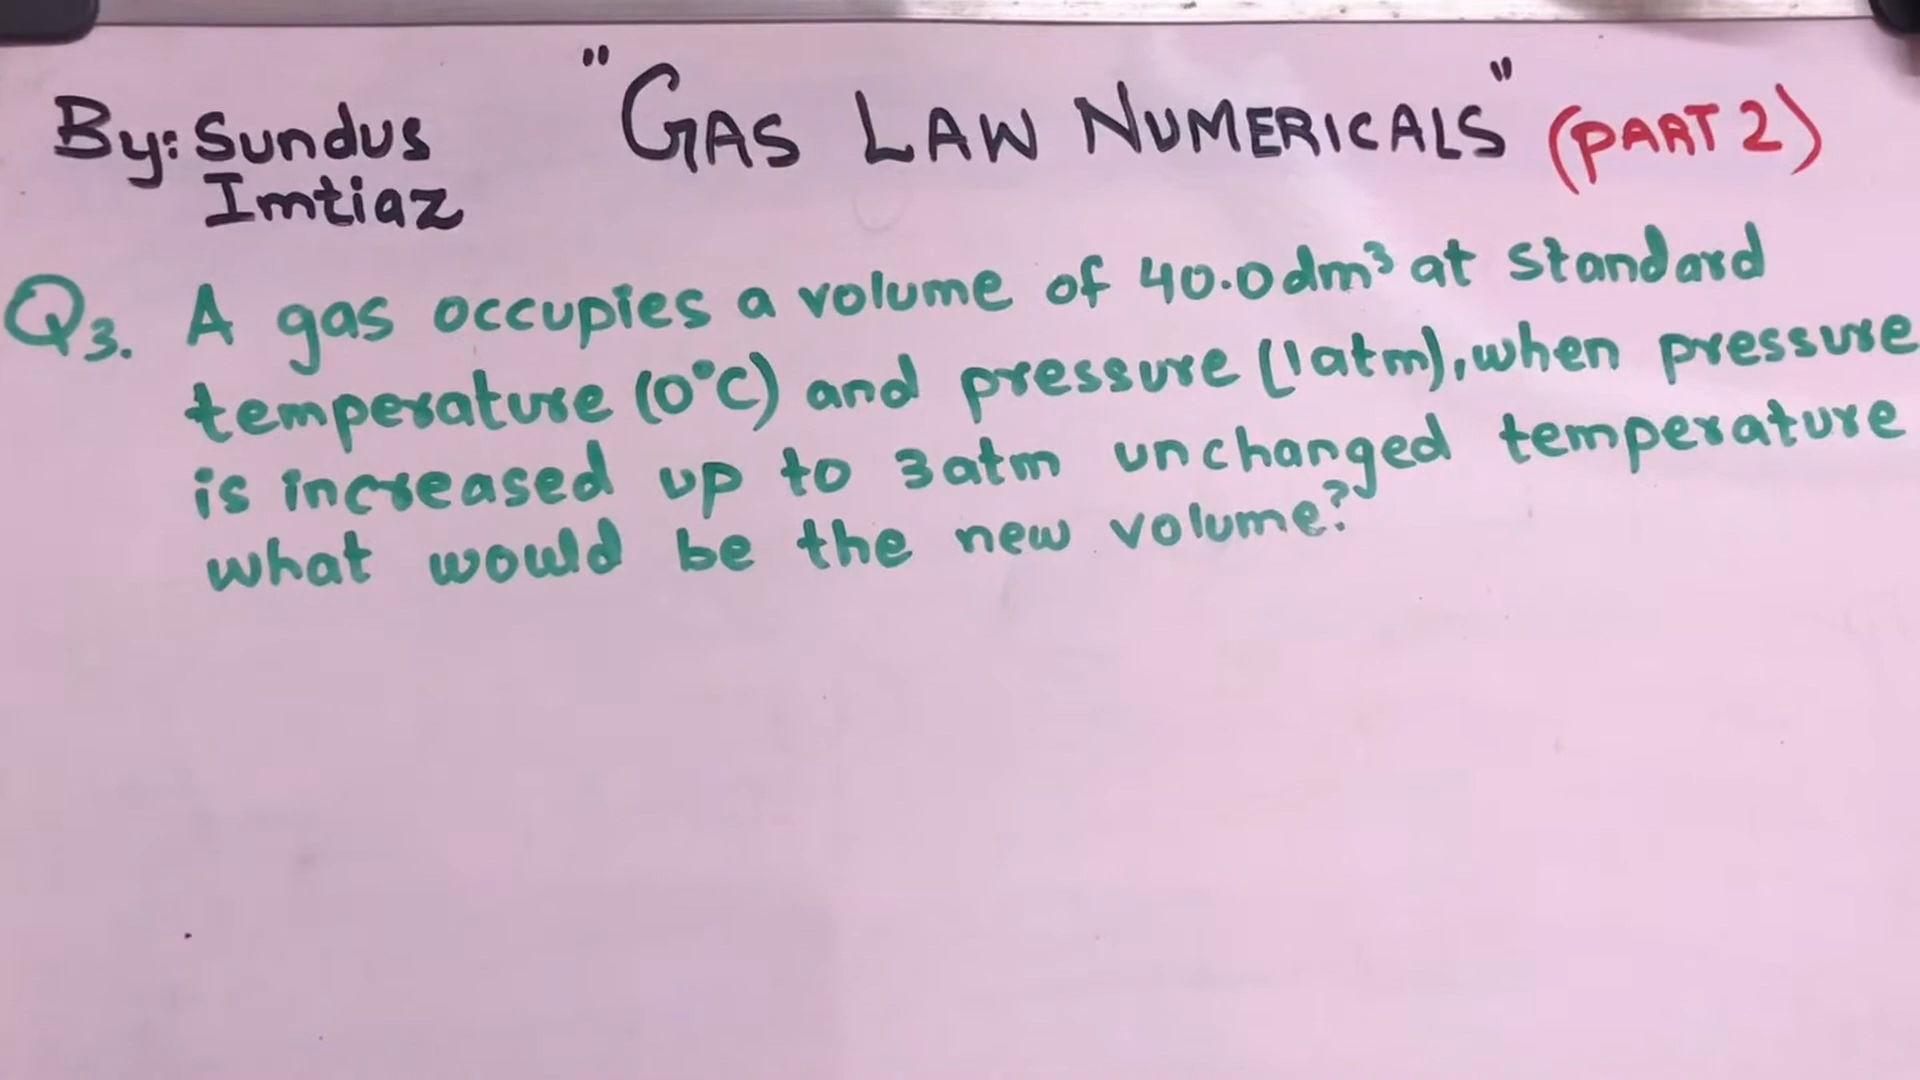 By: Sundus Imtiaz
"GAS LAW NUMERICALS" (PART 2)
Q3. A gas occupies a volume of 40.0dm³ at standard
temperature (0°C) and pressure (1atm), when pressure
is increased up to 3atm unchanged temperature
what would be the new volume?